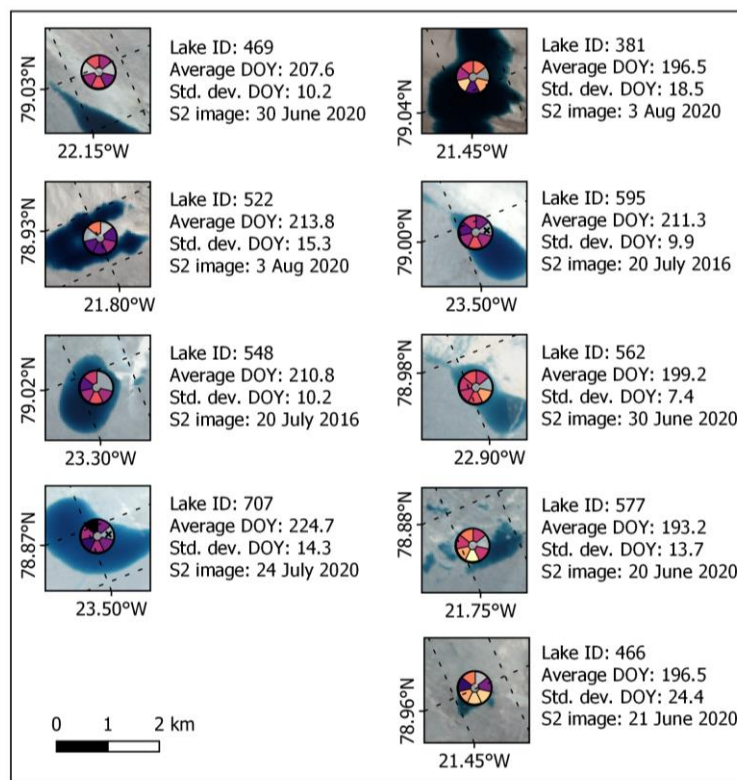 Lake ID: 469
Average DOY: 207.6
Std. dev. DOY: 10.2
S2 image: 30 June 2020
79.03°N
22.15°W
Lake ID: 381
Average DOY: 196.5
Std. dev. DOY: 18.5
S2 image: 3 Aug 2020
79.04°N
21.45°W
Lake ID: 522
Average DOY: 213.8
Std. dev. DOY: 15.3
S2 image: 3 Aug 2020
78.93°N
21.80°W
Lake ID: 595
Average DOY: 211.3
Std. dev. DOY: 9.9
S2 image: 20 July 2016
79.00°N
23.50°W
Lake ID: 548
Average DOY: 210.8
Std. dev. DOY: 10.2
S2 image: 20 July 2016
79.02°N
23.30°W
Lake ID: 562
Average DOY: 199.2
Std. dev. DOY: 7.4
S2 image: 30 June 2020
78.98°N
22.90°W
Lake ID: 707
Average DOY: 224.7
Std. dev. DOY: 14.3
S2 image: 24 July 2020
78.87°N
23.50°W
Lake ID: 577
Average DOY: 193.2
Std. dev. DOY: 13.7
S2 image: 20 June 2020
78.88°N
21.75°W
Lake ID: 466
Average DOY: 196.5
Std. dev. DOY: 24.4
S2 image: 21 June 2020
78.96°N
21.45°W
0 1 2 km